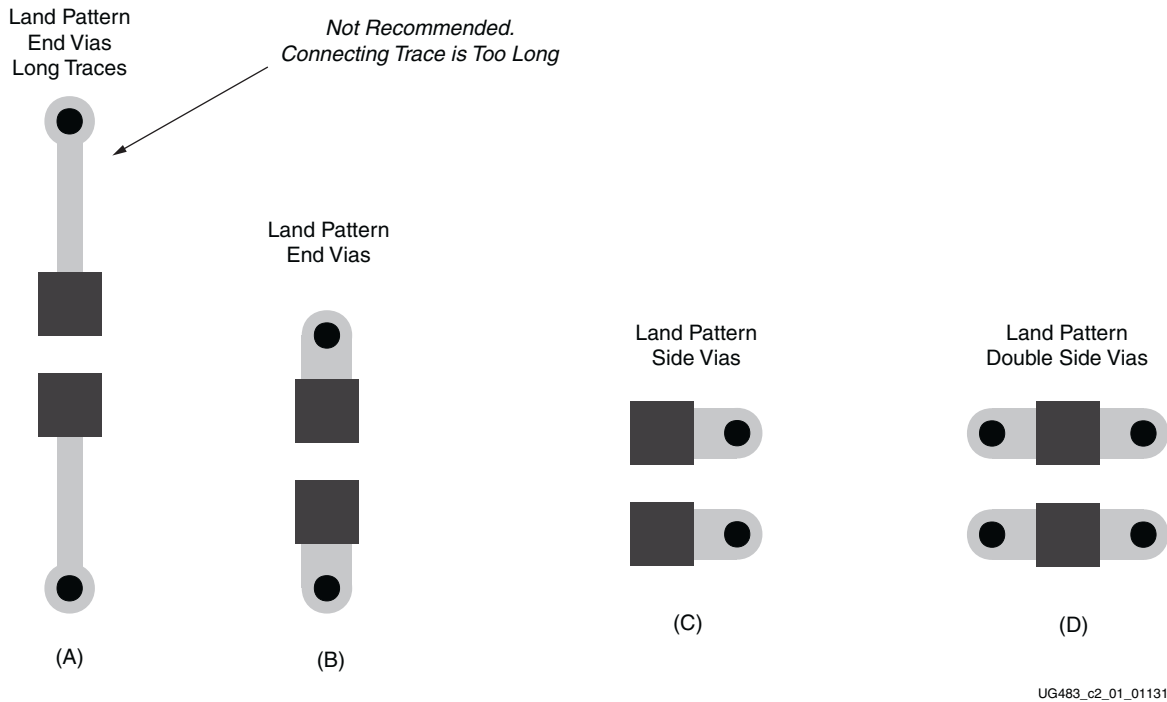 Land Pattern
End Vias
Long Traces
Not Recommended.
Connecting Trace is Too Long
Land Pattern
End Vias
Land Pattern
Side Vias
Land Pattern
Double Side Vias
(A)
(B)
(C)
(D)
UG483_c2_01_01131